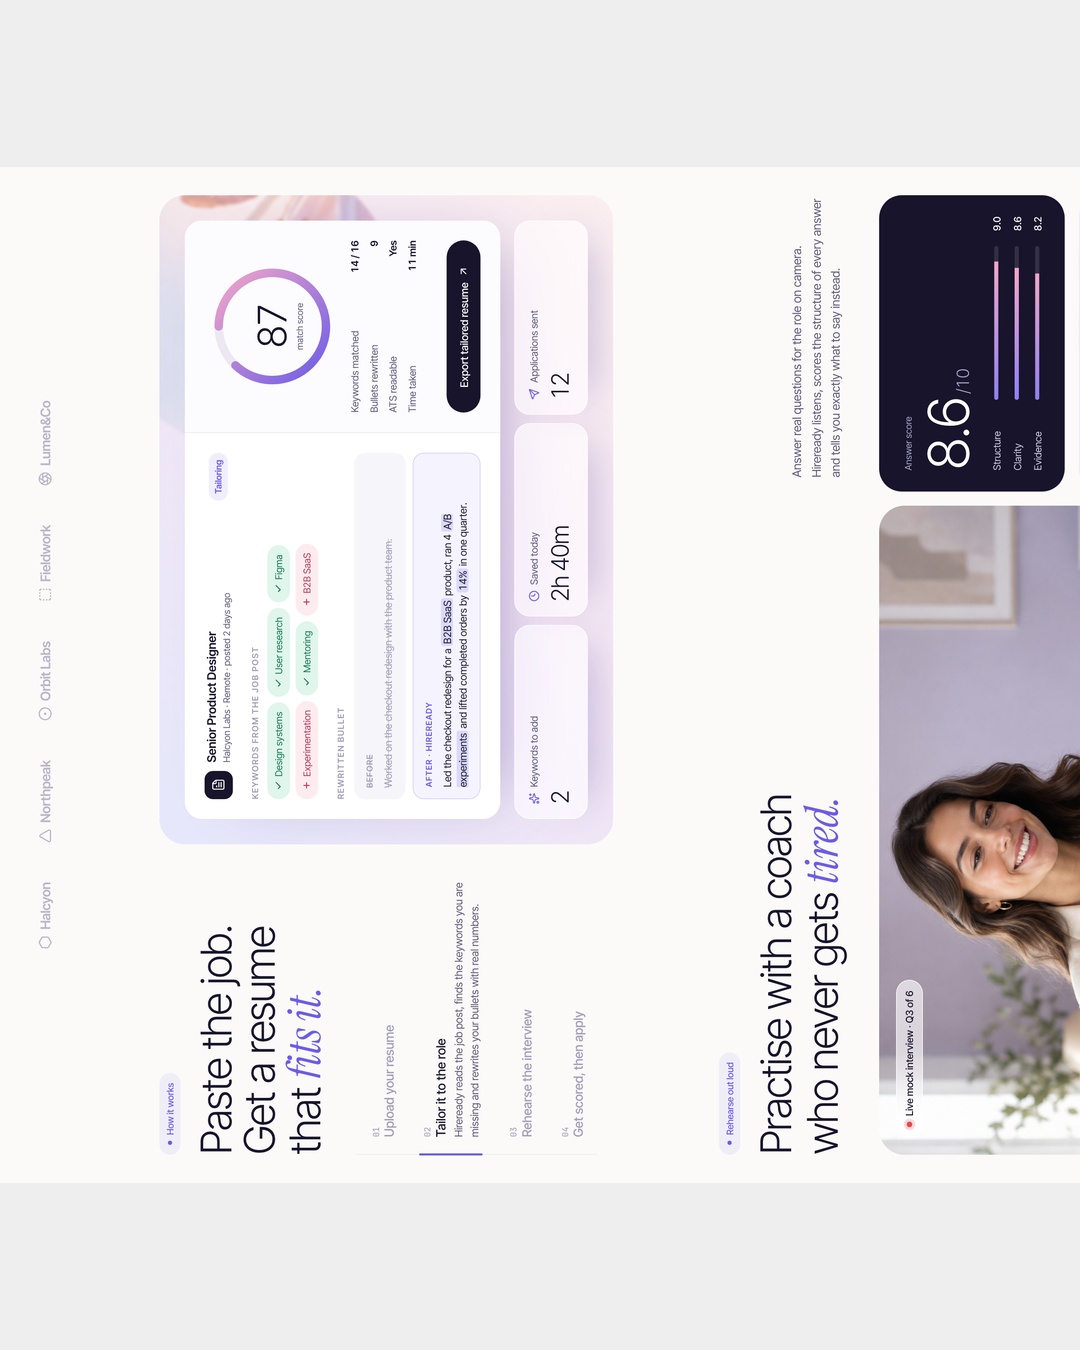 Halcyon
Northpeak
Orbit Labs
Fieldwork
Lumen&Co
How it works
Paste the job.
Get a resume
that fits it.
01
Upload your resume
02
Tailor it to the role
Hireready reads the job post, finds the keywords you are
missing and rewrites your bullets with real numbers.
03
Rehearse the interview
04
Get scored, then apply
Senior Product Designer
Halcyon Labs · Remote · posted 2 days ago
Tailoring
KEYWORDS FROM THE JOB POST
✓ Design systems
✓ User research
✓ Figma
+ Experimentation
✓ Mentoring
+ B2B SaaS
REWRITTEN BULLET
BEFORE
Worked on the checkout redesign with the product team.
AFTER · HIREREADY
Led the checkout redesign for a B2B SaaS product, ran 4 A/B
experiments and lifted completed orders by 14% in one quarter.
87
match score
Keywords matched 14 / 16
Bullets rewritten 9
ATS readable Yes
Time taken 11 min
Export tailored resume
Keywords to add
2
Saved today
2h 40m
Applications sent
12
Rehearse out loud
Practise with a coach
who never gets tired.
Answer real questions for the role on camera.
Hireready listens, scores the structure of every answer
and tells you exactly what to say instead.
Live mock interview · Q3 of 6
Answer score
8.6/10
Structure 9.0
Clarity 8.6
Evidence 8.2